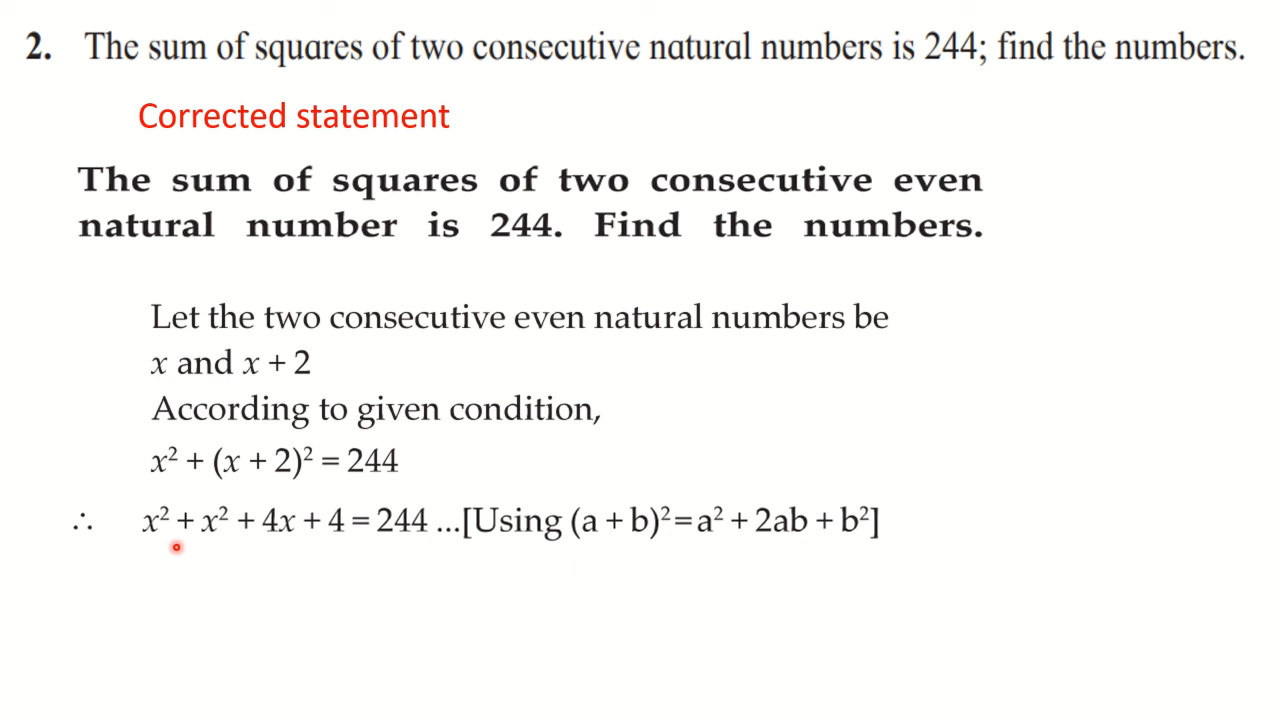 2. The sum of squares of two consecutive natural numbers is 244; find the numbers.
Corrected statement
The sum of squares of two consecutive even
natural number is 244. Find the numbers.
Let the two consecutive even natural numbers be
x and x + 2
According to given condition,
x² + (x + 2)² = 244
∴ x² + x² + 4x + 4 = 244 ...[Using (a + b)² = a² + 2ab + b²]